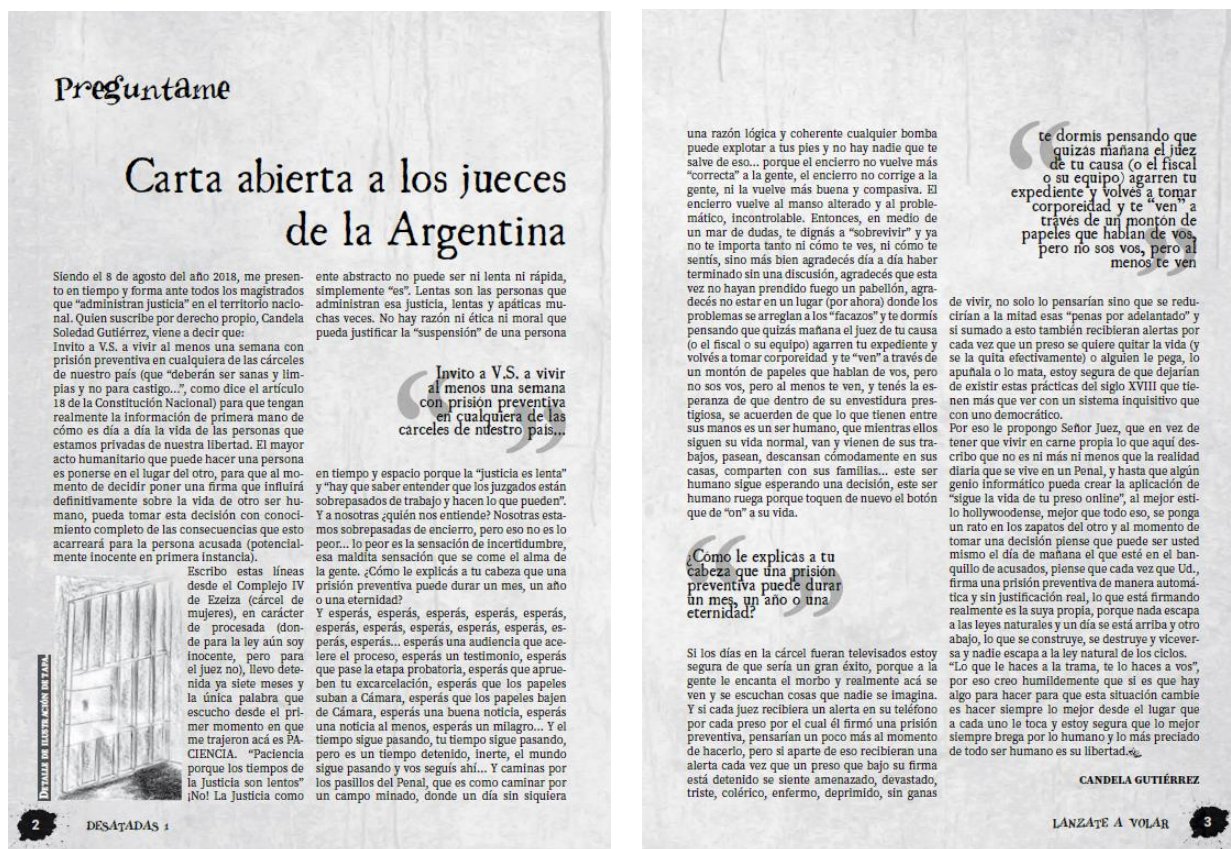 Preguntame
Carta abierta a los jueces
de la Argentina
Siendo el 8 de agosto del año 2018, me presen-
to en tiempo y forma ante todos los magistrados
que “administran justicia” en el territorio nacio-
nal. Quien suscribe por derecho propio, Candela
Soledad Gutiérrez, viene a decir que:
Invito a V.S. a vivir al menos una semana con
prisión preventiva en cualquiera de las cárceles
de nuestro país (que “deberán ser sanas y lim-
pias y no para castigo...”, como dice el artículo
18 de la Constitución Nacional) para que tengan
realmente la información de primera mano de
cómo es día a día la vida de las personas que
estamos privadas de nuestra libertad. El mayor
acto humanitario que puede hacer una persona
es ponerse en el lugar del otro, para que al mo-
mento de decidir poner una firma que influirá
definitivamente sobre la vida de otro ser hu-
mano, pueda tomar esta decisión con conoci-
miento completo de las consecuencias que esto
acarreará para la persona acusada (potencial-
mente inocente en primera instancia).
Escribo estas líneas
desde el Complejo IV
de Ezeiza (cárcel de
mujeres), en carácter
de procesada (don-
de para la ley aún soy
inocente, pero para
el juez no), llevo dete-
nida ya siete meses y
la única palabra que
escucho desde el pri-
mer momento en que
me trajeron acá es PA-
CIENCIA. “Paciencia
porque los tiempos de
la Justicia son lentos”
¡No! La Justicia como
DETALLE DE ILUSTRACIÓN DE TAPA
ente abstracto no puede ser ni lenta ni rápida,
simplemente “es”. Lentas son las personas que
administran esa justicia, lentas y apáticas mu-
chas veces. No hay razón ni ética ni moral que
pueda justificar la “suspensión” de una persona
“ Invito a V.S. a vivir
al menos una semana
con prisión preventiva
en cualquiera de las
cárceles de nuestro país... ”
en tiempo y espacio porque la “justicia es lenta”
y “hay que saber entender que los juzgados están
sobrepasados de trabajo y hacen lo que pueden”.
Y a nosotras ¿quién nos entiende? Nosotras esta-
mos sobrepasadas de encierro, pero eso no es lo
peor... lo peor es la sensación de incertidumbre,
esa maldita sensación que se come el alma de
la gente. ¿Cómo le explicás a tu cabeza que una
prisión preventiva puede durar un mes, un año
o una eternidad?
Y esperás, esperás, esperás, esperás, esperás,
esperás, esperás, esperás, esperás, esperás, es-
perás, esperás... esperás una audiencia que ace-
lere el proceso, esperás un testimonio, esperás
que pase la etapa probatoria, esperás que aprue-
ben tu excarcelación, esperás que los papeles
suban a Cámara, esperás que los papeles bajen
de Cámara, esperás una buena noticia, esperás
una noticia al menos, esperás un milagro... Y el
tiempo sigue pasando, tu tiempo sigue pasando,
pero es un tiempo detenido, inerte, el mundo
sigue pasando y vos seguís ahí... Y caminas por
los pasillos del Penal, que es como caminar por
un campo minado, donde un día sin siquiera
2 DESATADAS 1
una razón lógica y coherente cualquier bomba
puede explotar a tus pies y no hay nadie que te
salve de eso... porque el encierro no vuelve más
“correcta” a la gente, el encierro no corrige a la
gente, ni la vuelve más buena y compasiva. El
encierro vuelve al manso alterado y al proble-
mático, incontrolable. Entonces, en medio de
un mar de dudas, te dignás a “sobrevivir” y ya
no te importa tanto ni cómo te ves, ni cómo te
sentís, sino más bien agradecés día a día haber
terminado sin una discusión, agradecés que esta
vez no hayan prendido fuego un pabellón, agra-
decés no estar en un lugar (por ahora) donde los
problemas se arreglan a los “facazos” y te dormís
pensando que quizás mañana el juez de tu causa
(o el fiscal o su equipo) agarren tu expediente y
volvés a tomar corporeidad y te “ven” a través de
un montón de papeles que hablan de vos, pero
no sos vos, pero al menos te ven, y tenés la es-
peranza de que dentro de su envestidura pres-
tigiosa, se acuerden de que lo que tienen entre
sus manos es un ser humano, que mientras ellos
siguen su vida normal, van y vienen de sus tra-
bajos, pasean, descansan cómodamente en sus
casas, comparten con sus familias... este ser
humano sigue esperando una decisión, este ser
humano ruega porque toquen de nuevo el botón
que de “on” a su vida.
“ ¿Cómo le explicás a tu
cabeza que una prisión
preventiva puede durar
un mes, un año o una
eternidad? ”
Si los días en la cárcel fueran televisados estoy
segura de que sería un gran éxito, porque a la
gente le encanta el morbo y realmente acá se
ven y se escuchan cosas que nadie se imagina.
Y si cada juez recibiera un alerta en su teléfono
por cada preso por el cual él firmó una prisión
preventiva, pensarían un poco más al momento
de hacerlo, pero si aparte de eso recibieran una
alerta cada vez que un preso que bajo su firma
está detenido se siente amenazado, devastado,
triste, colérico, enfermo, deprimido, sin ganas
“ te dormís pensando que
quizás mañana el juez
de tu causa (o el fiscal
o su equipo) agarren tu
expediente y volvés a tomar
corporeidad y te “ven” a
través de un montón de
papeles que hablan de vos,
pero no sos vos, pero al
menos te ven ”
de vivir, no solo lo pensarían sino que se redu-
cirían a la mitad esas “penas por adelantado” y
si sumado a esto también recibieran alertas por
cada vez que un preso se quiere quitar la vida (y
se la quita efectivamente) o alguien le pega, lo
apuñala o lo mata, estoy segura de que dejarían
de existir estas prácticas del siglo XVIII que tie-
nen más que ver con un sistema inquisitivo que
con uno democrático.
Por eso le propongo Señor Juez, que en vez de
tener que vivir en carne propia lo que aquí des-
cribo que no es ni más ni menos que la realidad
diaria que se vive en un Penal, y hasta que algún
genio informático pueda crear la aplicación de
“sigue la vida de tu preso online”, al mejor esti-
lo hollywoodense, mejor que todo eso, se ponga
un rato en los zapatos del otro y al momento de
tomar una decisión piense que puede ser usted
mismo el día de mañana el que esté en el ban-
quillo de acusados, piense que cada vez que Ud.,
firma una prisión preventiva de manera automá-
tica y sin justificación real, lo que está firmando
realmente es la suya propia, porque nada escapa
a las leyes naturales y un día se está arriba y otro
abajo, lo que se construye, se destruye y vicever-
sa y nadie escapa a la ley natural de los ciclos.
“Lo que le haces a la trama, te lo haces a vos”,
por eso creo humildemente que si es que hay
algo para hacer para que esta situación cambie
es hacer siempre lo mejor desde el lugar que
a cada uno le toca y estoy segura que lo mejor
siempre brega por lo humano y lo más preciado
de todo ser humano es su libertad.
CANDELA GUTIÉRREZ
LANZATE A VOLAR 3